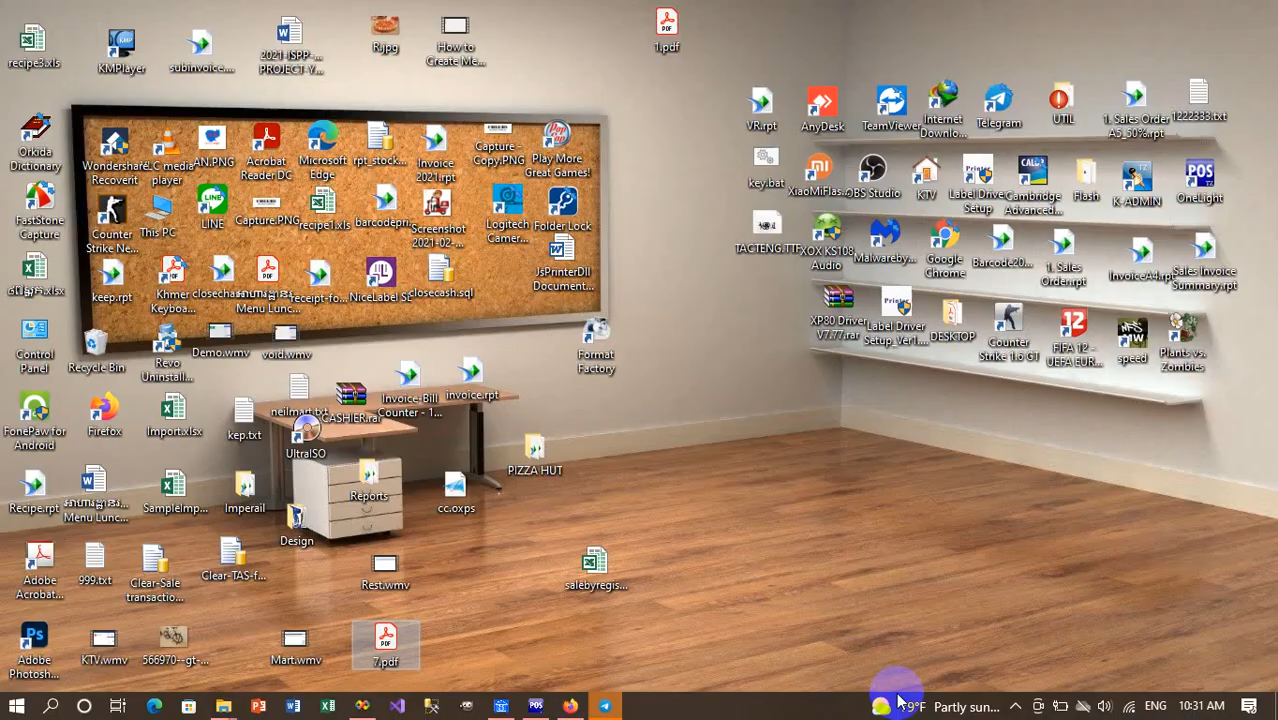 recipe3.xls
KMPlayer
subinvoice....
2021-ISPP-...
PROJECT-Y...
R.jpg
How to
Create Me...
1.pdf
Orkida
Dictionary
Wondershare
Recoverit
VLC media
player
AN.PNG
Acrobat
Reader DC
Microsoft
Edge
rpt_stock...
Invoice
2021.rpt
Capture -
Copy.PNG
Play More
Great Games!
VR.rpt
AnyDesk
TeamViewer
Internet
Downlo...
Telegram
UTIL
1. Sales Order
A5_50%.rpt
1222333.txt
FastStone
Capture
Counter
Strike Ne...
This PC
LINE
Capture.PNG
recipe1.xls
barcodepri...
Screenshot
2021-02-...
Logitech
Camer...
Folder Lock
key.bat
XiaoMiFlas...
OBS Studio
KTV
Label Drive
Setup
Cambridge
Advanced...
Flash
K-ADMIN
OneLight
keep.rpt
Khmer
Keyboa...
closecash...
Menu Lunc...
receipt-fo...
NiceLabel SE
closecash.sql
JsPrinterDll
Document...
TACTENG.TTF
XOX KS108
Audio
Malwareby...
Google
Chrome
Barcode20...
1. Sales
Order.rpt
InvoiceA4.r...
Sales Invoice
Summary.rpt
Control
Panel
Recycle Bin
Revo
Uninstall...
Demo.wmv
void.wmv
Format
Factory
XP80 Driver
V7.77.rar
Label Driver
Setup_Ver1....
DESKTOP
Counter
Strike 1.6 GT
FIFA 12 -
UEFA EUR...
speed
Plants vs.
Zombies
FonePaw for
Android
Firefox
Import.xlsx
kep.txt
neilmart.txt
UltraISO
CASHIER.rar
Invoice-Bill
Counter - 1...
invoice.rpt
PIZZA HUT
Recipe.rpt
Menu Lunc...
SampleImp...
Imperail
Reports
cc.oxps
Design
Adobe
Acrobat...
999.txt
Clear-Sale
transactio...
Clear-TAS-f...
Rest.wmv
salebyregis...
Adobe
Photosh...
KTV.wmv
566970--gt-...
Mart.wmv
7.pdf
9°F Partly sun...
ENG
10:31 AM